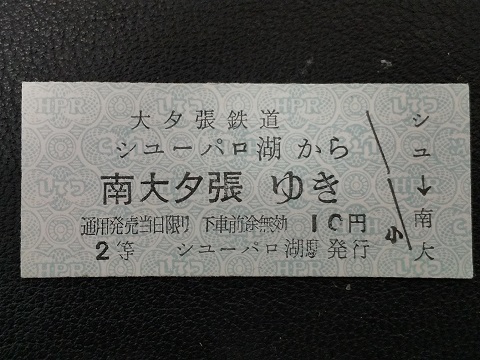 大夕張鉄道
シユーパロ湖 から
南大夕張 ゆき
通用発売当日限り 下車前途無効 10円
2等 シユーパロ湖駅 発行
小
シュ→南大